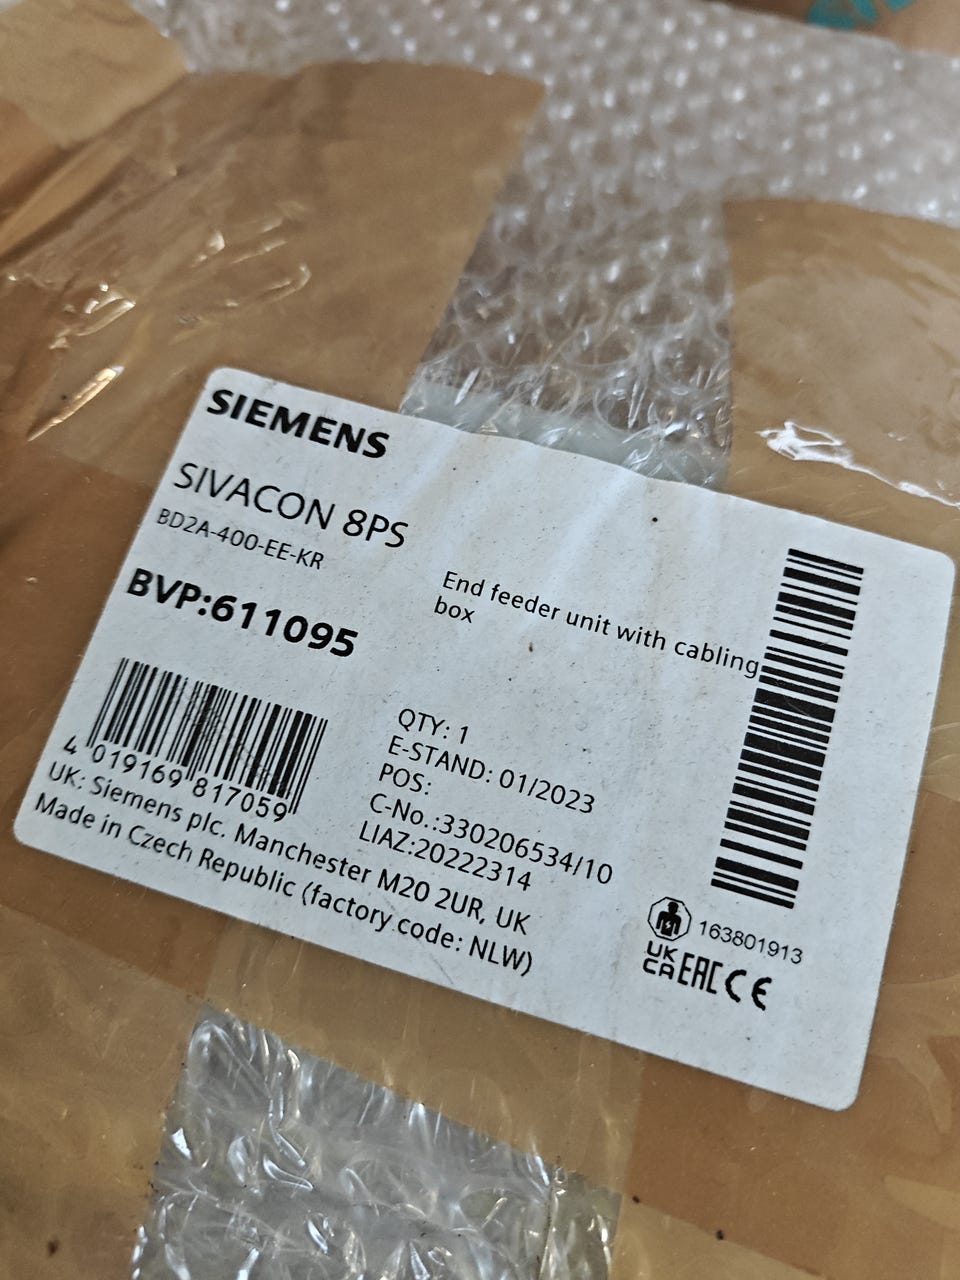 SIEMENS
SIVACON 8PS
BD2A-400-EE-KR
BVP:611095
End feeder unit with cabling
box
4 019169 817059
QTY: 1
E-STAND: 01/2023
POS:
C-No.:330206534/10
LIAZ:20222314
UK: Siemens plc. Manchester M20 2UR, UK
Made in Czech Republic (factory code: NLW)
163801913
UK
CA EAC CE